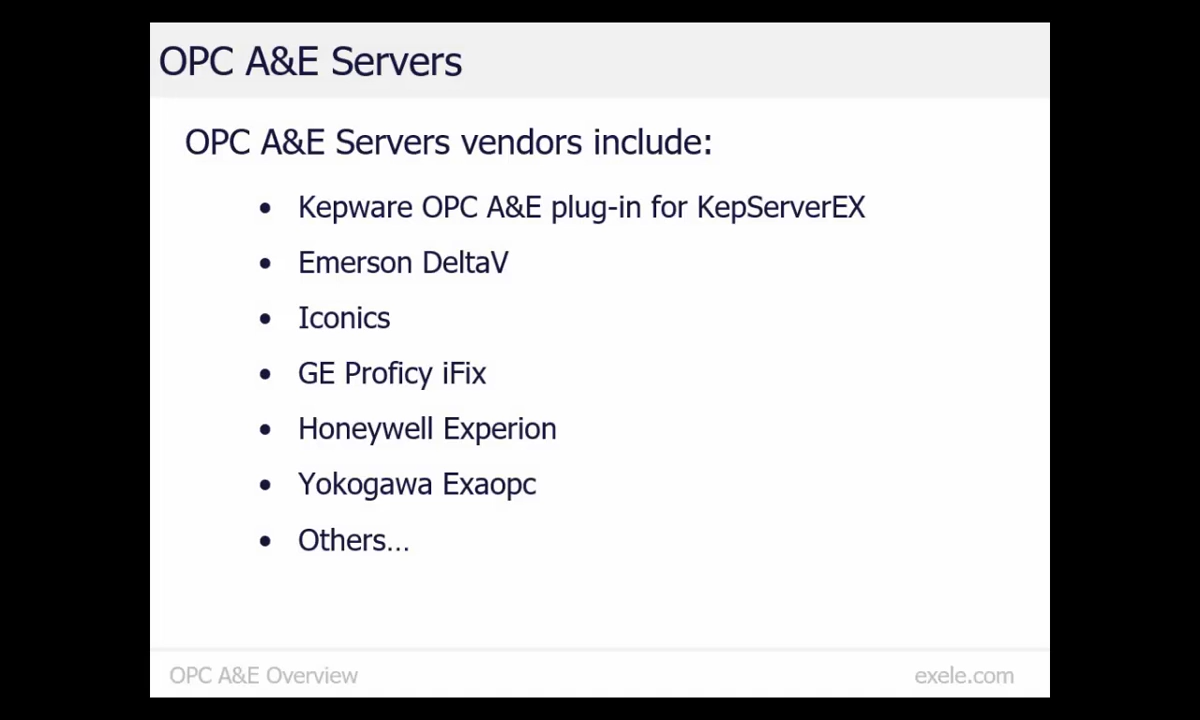 OPC A&E Servers
OPC A&E Servers vendors include:
• Kepware OPC A&E plug-in for KepServerEX
• Emerson DeltaV
• Iconics
• GE Proficy iFix
• Honeywell Experion
• Yokogawa Exaopc
• Others...
OPC A&E Overview
exele.com